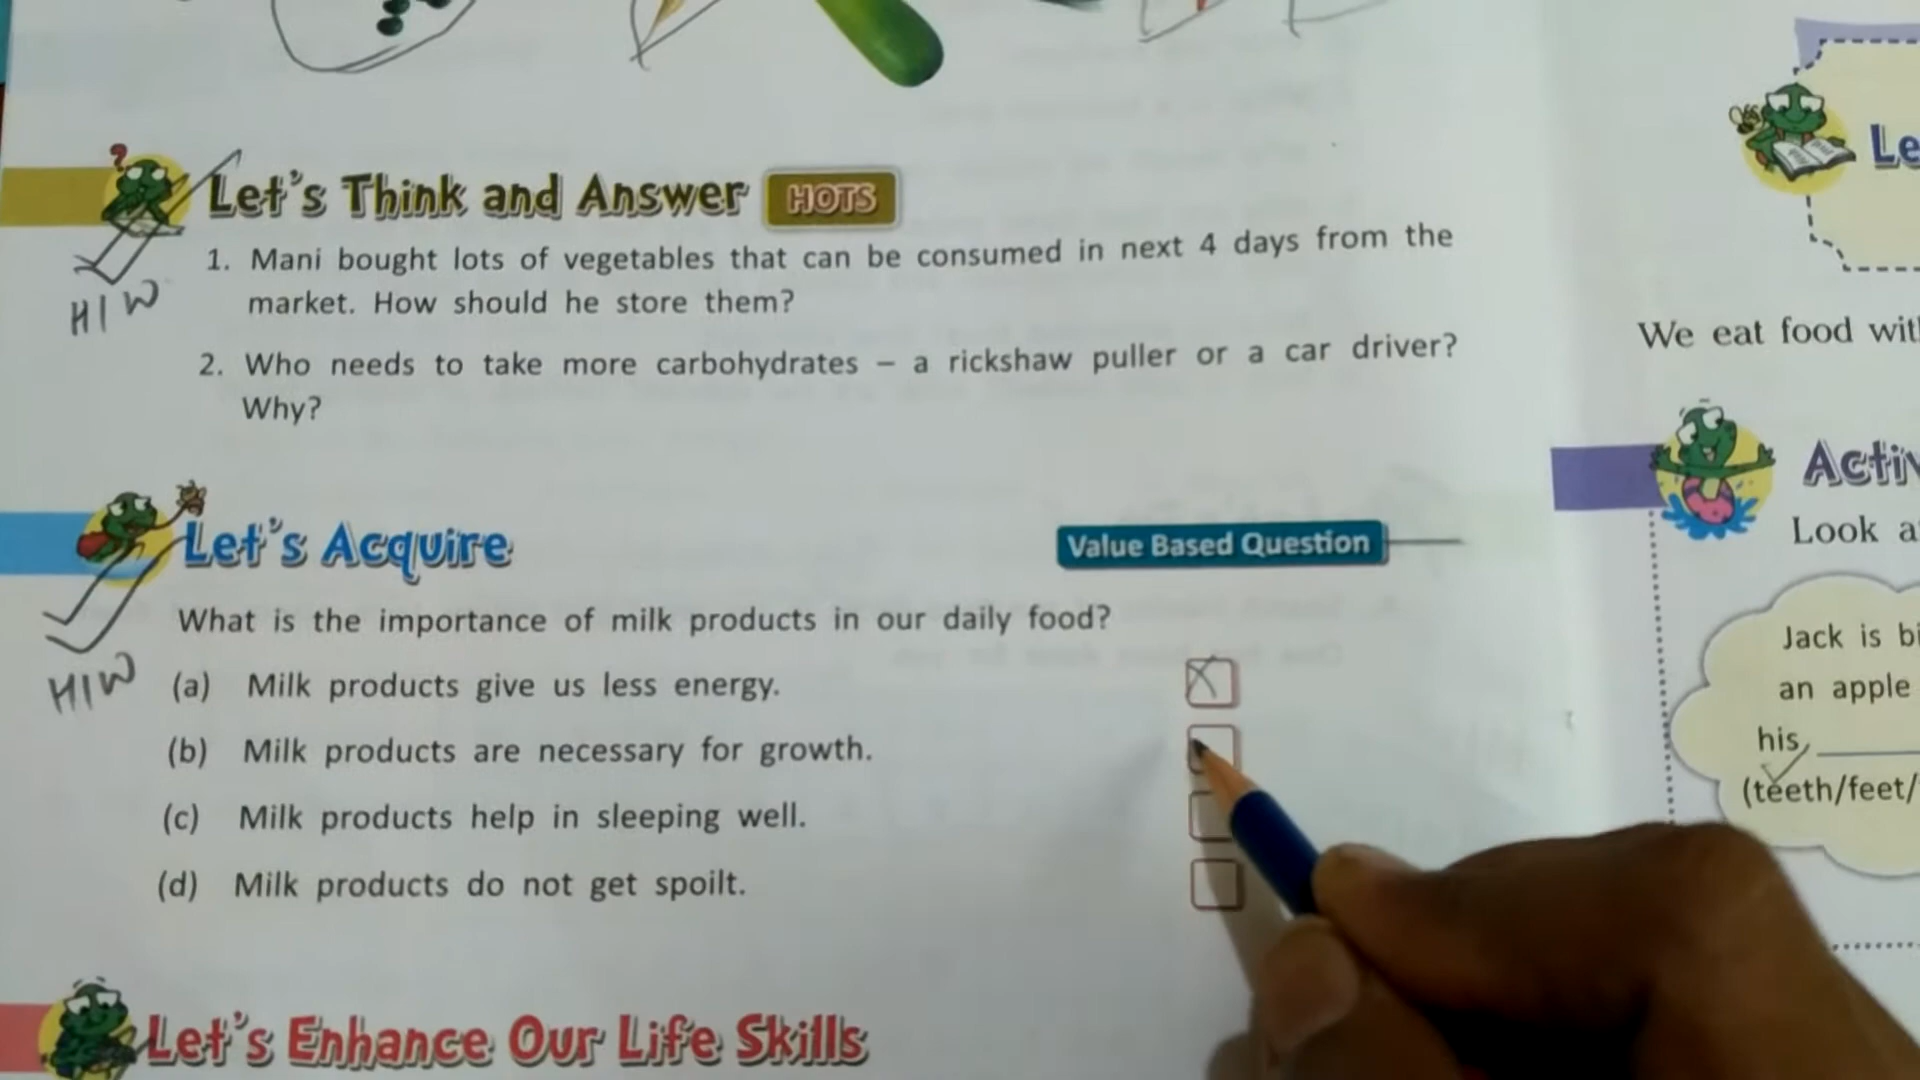 Let's Think and Answer HOTS
1. Mani bought lots of vegetables that can be consumed in next 4 days from the
market. How should he store them?
H/W
2. Who needs to take more carbohydrates – a rickshaw puller or a car driver?
Why?
Let's Acquire
Value Based Question
What is the importance of milk products in our daily food?
H/W
(a) Milk products give us less energy.
(b) Milk products are necessary for growth.
(c) Milk products help in sleeping well.
(d) Milk products do not get spoilt.
Let's Enhance Our Life Skills
Le
We eat food with
Activ
Look a
Jack is bi
an apple
his
(teeth/feet/